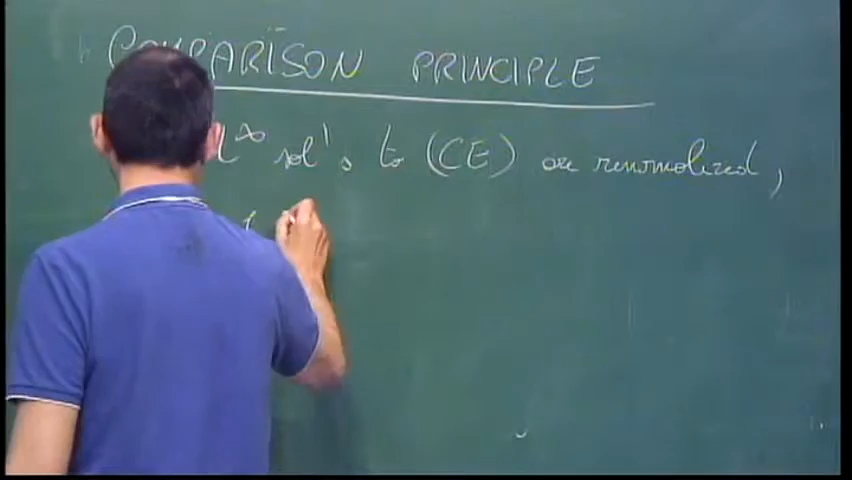 COMPARISON PRINCIPLE
L^∞ sol's to (CE) are renormalized,